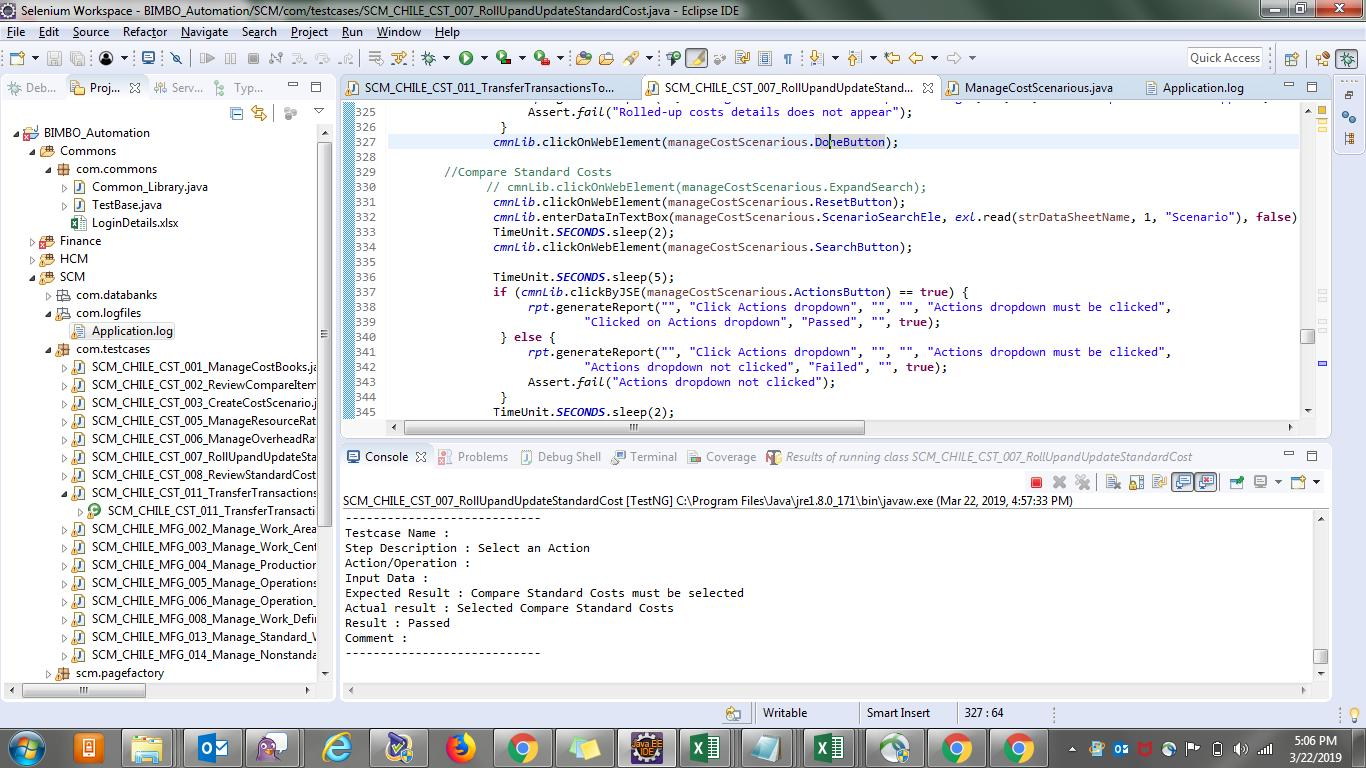 Selenium Workspace - BIMBO_Automation/SCM/com/testcases/SCM_CHILE_CST_007_RollUpandUpdateStandardCost.java - Eclipse IDE
File Edit Source Refactor Navigate Search Project Run Window Help
Quick Access
Deb... Proj... Serv... Typ...
BIMBO_Automation
Commons
com.commons
Common_Library.java
TestBase.java
LoginDetails.xlsx
Finance
HCM
SCM
com.databanks
com.logfiles
Application.log
com.testcases
SCM_CHILE_CST_001_ManageCostBooks.ja
SCM_CHILE_CST_002_ReviewCompareItem
SCM_CHILE_CST_003_CreateCostScenario.j
SCM_CHILE_CST_005_ManageResourceRat
SCM_CHILE_CST_006_ManageOverheadRa
SCM_CHILE_CST_007_RollUpandUpdateSta
SCM_CHILE_CST_008_ReviewStandardCost
SCM_CHILE_CST_011_TransferTransactions
SCM_CHILE_CST_011_TransferTransacti
SCM_CHILE_MFG_002_Manage_Work_Area
SCM_CHILE_MFG_003_Manage_Work_Cent
SCM_CHILE_MFG_004_Manage_Production
SCM_CHILE_MFG_005_Manage_Operations
SCM_CHILE_MFG_006_Manage_Operation_
SCM_CHILE_MFG_008_Manage_Work_Defi
SCM_CHILE_MFG_013_Manage_Standard_W
SCM_CHILE_MFG_014_Manage_Nonstanda
scm.pagefactory
SCM_CHILE_CST_011_TransferTransactionsTo... SCM_CHILE_CST_007_RollUpandUpdateStand... ManageCostScenarious.java Application.log
325 Assert.fail("Rolled-up costs details does not appear");
326 }
327 cmnLib.clickOnWebElement(manageCostScenarious.DoneButton);
328
329 //Compare Standard Costs
330 // cmnLib.clickOnWebElement(manageCostScenarious.ExpandSearch);
331 cmnLib.clickOnWebElement(manageCostScenarious.ResetButton);
332 cmnLib.enterDataInTextBox(manageCostScenarious.ScenarioSearchEle, exl.read(strDataSheetName, 1, "Scenario"), false)
333 TimeUnit.SECONDS.sleep(2);
334 cmnLib.clickOnWebElement(manageCostScenarious.SearchButton);
335
336 TimeUnit.SECONDS.sleep(5);
337 if (cmnLib.clickByJSE(manageCostScenarious.ActionsButton) == true) {
338 rpt.generateReport("", "Click Actions dropdown", "", "", "Actions dropdown must be clicked",
339 "Clicked on Actions dropdown", "Passed", "", true);
340 } else {
341 rpt.generateReport("", "Click Actions dropdown", "", "", "Actions dropdown must be clicked",
342 "Actions dropdown not clicked", "Failed", "", true);
343 Assert.fail("Actions dropdown not clicked");
344 }
345 TimeUnit.SECONDS.sleep(2);
Console Problems Debug Shell Terminal Coverage Results of running class SCM_CHILE_CST_007_RollUpandUpdateStandardCost
SCM_CHILE_CST_007_RollUpandUpdateStandardCost [TestNG] C:\Program Files\Java\jre1.8.0_171\bin\javaw.exe (Mar 22, 2019, 4:57:33 PM)
----------------------------
Testcase Name :
Step Description : Select an Action
Action/Operation :
Input Data :
Expected Result : Compare Standard Costs must be selected
Actual result : Selected Compare Standard Costs
Result : Passed
Comment :
----------------------------
Writable Smart Insert 327 : 64
Java EE IDE
5:06 PM
3/22/2019